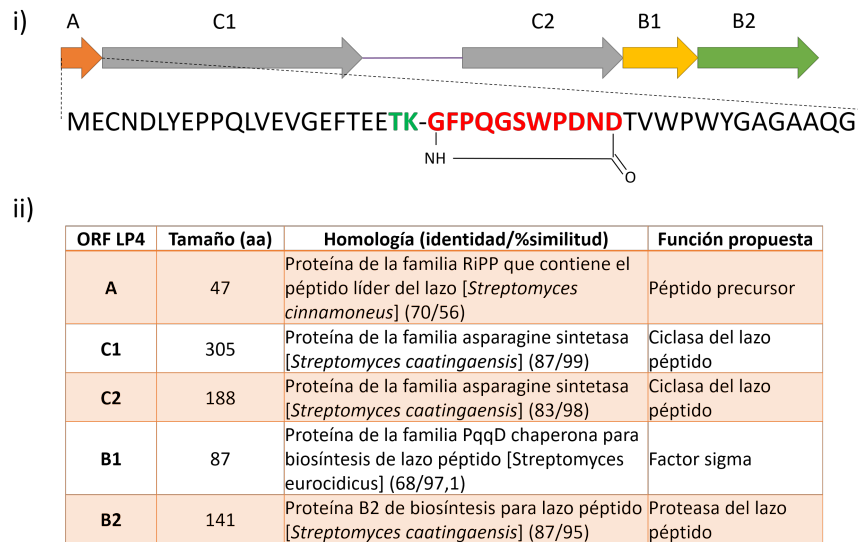 i)
A C1 C2 B1 B2
MECNDLYEPPQLVEVGEFTEETK-GFPQGSWPDNDTVWPWYGAGAAQG
NH
O
ii)
ORF LP4 Tamaño (aa) Homología (identidad/%similitud) Función propuesta
A 47 Proteína de la familia RiPP que contiene el péptido líder del lazo [Streptomyces cinnamoneus] (70/56) Péptido precursor
C1 305 Proteína de la familia asparagine sintetasa [Streptomyces caatingaensis] (87/99) Ciclasa del lazo péptido
C2 188 Proteína de la familia asparagine sintetasa [Streptomyces caatingaensis] (83/98) Ciclasa del lazo péptido
B1 87 Proteína de la familia PqqD chaperona para biosíntesis de lazo péptido [Streptomyces eurocidicus] (68/97,1) Factor sigma
B2 141 Proteína B2 de biosíntesis para lazo péptido [Streptomyces caatingaensis] (87/95) Proteasa del lazo péptido